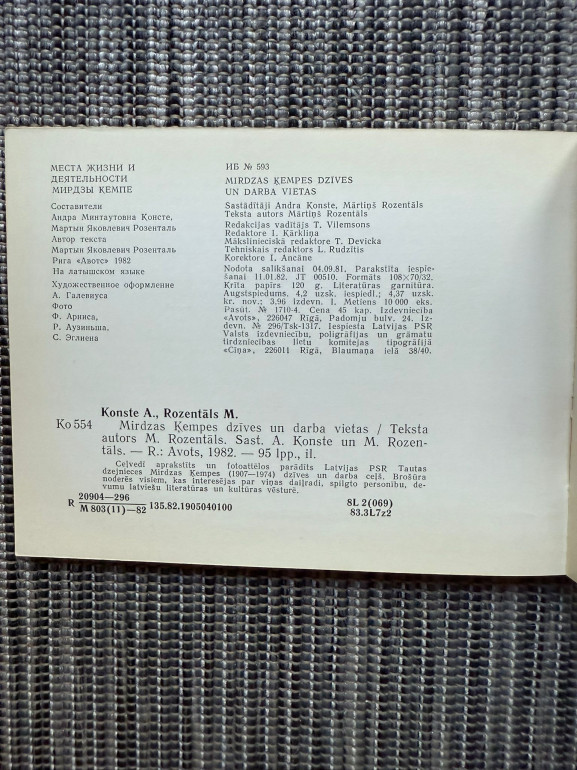 МЕСТА ЖИЗНИ И
ДЕЯТЕЛЬНОСТИ
МИРДЗЫ КЕМПЕ
Составители
Андра Минтаутовна Консте,
Мартын Яковлевич Розенталь
Автор текста
Мартын Яковлевич Розенталь
Рига «Авотс» 1982
На латышском языке
Художественное оформление
А. Галевиуса
Фото
Ф. Арниса,
Р. Аузиньша,
С. Эглиена
ИБ № 593
MIRDZAS ĶEMPES DZĪVES
UN DARBA VIETAS
Sastādītāji Andra Konste, Mārtiņš Rozentāls
Teksta autors Mārtiņš Rozentāls
Redakcijas vadītājs T. Vilemsons
Redaktore I. Kārkliņa
Mākslinieciskā redaktore T. Devicka
Tehniskais redaktors L. Rudzītis
Korektore I. Ancāne
Nodota salikšanai 04.09.81. Parakstīta iespie-
šanai 11.01.82. JT 00510. Formāts 108×70/32.
Krīta papīrs 120 g. Literatūras garnitūra.
Augstspiedums. 4,2 uzsk. iespiedl.; 4,37 uzsk.
kr. nov.; 3,96 izdevn. l. Metiens 10 000 eks.
Pasūt. № 1710-4. Cena 45 kap. Izdevniecība
«Avots», 226047 Rīgā, Padomju bulv. 24. Iz-
devn. № 296/Tsk-1317. Iespiesta Latvijas PSR
Valsts izdevniecību, poligrāfijas un grāmatu
tirdzniecības lietu komitejas tipogrāfijā
«Cīņa», 226011 Rīgā, Blaumaņa ielā 38/40.
Konste A., Rozentāls M.
Ko 554 Mirdzas Ķempes dzīves un darba vietas / Teksta
autors M. Rozentāls. Sast. A. Konste un M. Rozen-
tāls. — R.: Avots, 1982. — 95 lpp., il.
Ceļvedī aprakstīts un fotoattēlos parādīts Latvijas PSR Tautas
dzejnieces Mirdzas Ķempes (1907—1974) dzīves un darba ceļš. Brošūra
noderēs visiem, kas interesējas par viņas daiļradi, spilgto personību, de-
vumu latviešu literatūras un kultūras vēsturē.
R 20904—296 135.82.1905040100 8L 2(069)
M 803(11)—82 83.3L7z2